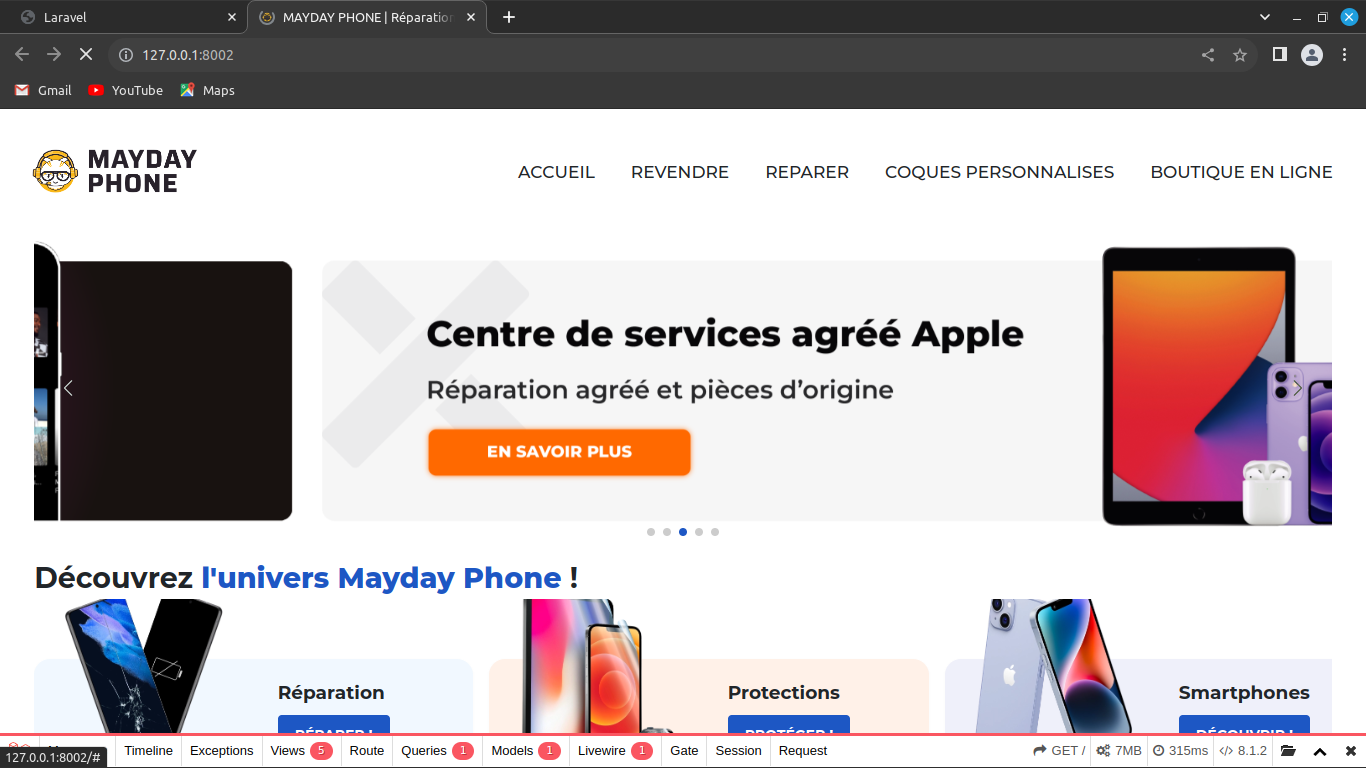 Laravel
MAYDAY PHONE | Réparation
127.0.0.1:8002
Gmail
YouTube
Maps
MAYDAY
PHONE
ACCUEIL
REVENDRE
REPARER
COQUES PERSONNALISES
BOUTIQUE EN LIGNE
Centre de services agréé Apple
Réparation agréé et pièces d’origine
EN SAVOIR PLUS
Découvrez l'univers Mayday Phone !
Réparation
RÉPARER !
Protections
PROTÉGER !
Smartphones
DÉCOUVRIR !
Timeline
Exceptions
Views 5
Route
Queries 1
Models 1
Livewire 1
Gate
Session
Request
GET /
7MB
315ms
8.1.2
127.0.0.1:8002/#